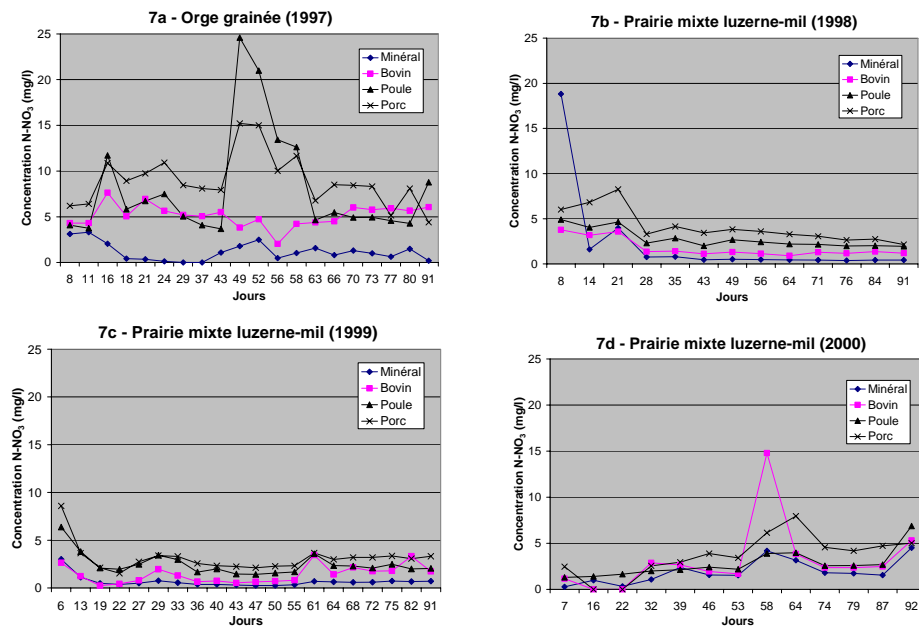 7a - Orge grainée (1997)
Concentration N-NO3 (mg/l)
25
20
15
10
5
0
Minéral
Bovin
Poule
Porc
8 11 16 18 21 24 29 37 43 49 52 56 58 63 66 70 73 77 80 91
Jours
7b - Prairie mixte luzerne-mil (1998)
Concentration N-NO3 (mg/l)
25
20
15
10
5
0
Minéral
Bovin
Poule
Porc
8 14 21 28 35 43 49 56 64 71 76 84 91
Jours
7c - Prairie mixte luzerne-mil (1999)
Concentration N-NO3 (mg/l)
25
20
15
10
5
0
Minéral
Bovin
Poule
Porc
6 13 19 22 27 29 33 36 40 43 47 55 57 61 64 70 75 78 84 91
Jours
7d - Prairie mixte luzerne-mil (2000)
Concentration N-NO3 (mg/l)
25
20
15
10
5
0
Minéral
Bovin
Poule
Porc
7 16 22 32 39 46 53 58 64 74 79 87 92
Jours